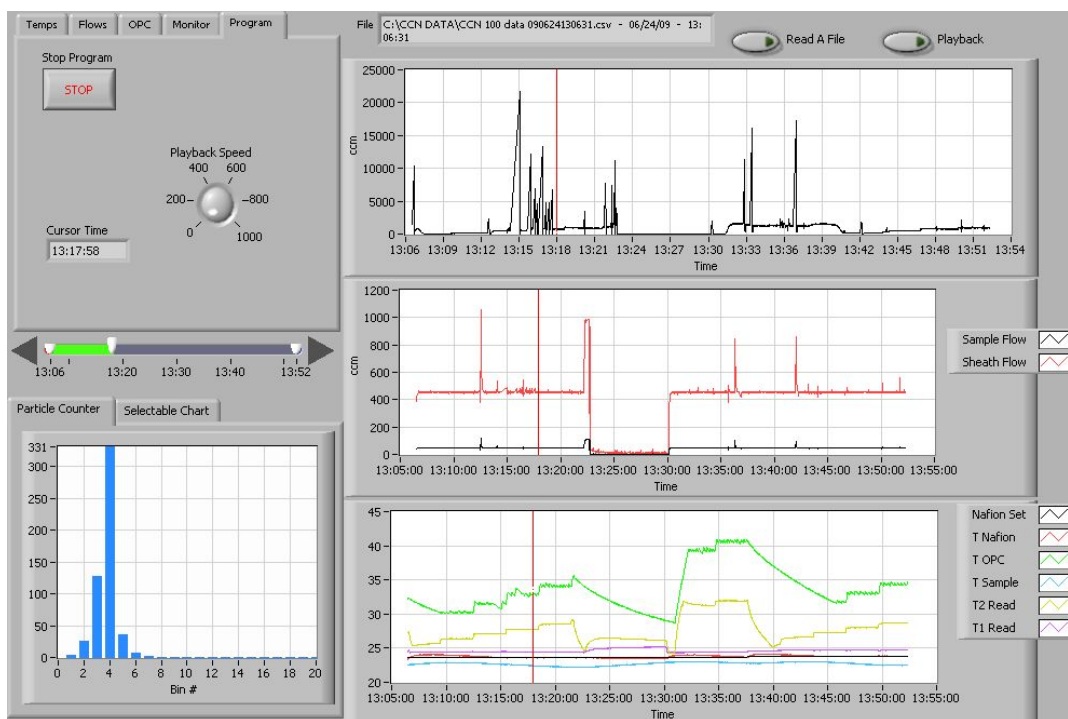 Temps Flows OPC Monitor Program
Stop Program
STOP
Playback Speed
400 600
200 800
0 1000
Cursor Time
13:17:58
13:06 13:20 13:30 13:40 13:52
Particle Counter Selectable Chart
331
300
250
200
150
100
50
0
0 2 4 6 8 10 12 14 16 18 20
Bin #
File C:\CCN DATA\CCN 100 data 090624130631.csv - 06/24/09 - 13:
06:31
Read A File Playback
25000
20000
15000
10000
5000
0
ccm
13:06 13:09 13:12 13:15 13:18 13:21 13:24 13:27 13:30 13:33 13:36 13:39 13:42 13:45 13:48 13:51 13:54
Time
1200
1000
800
600
400
200
0
ccm
13:05:00 13:10:00 13:15:00 13:20:00 13:25:00 13:30:00 13:35:00 13:40:00 13:45:00 13:50:00 13:55:00
Time
Sample Flow
Sheath Flow
45
40
35
30
25
20
13:05:00 13:10:00 13:15:00 13:20:00 13:25:00 13:30:00 13:35:00 13:40:00 13:45:00 13:50:00 13:55:00
Time
Nafion Set
T Nafion
T OPC
T Sample
T2 Read
T1 Read